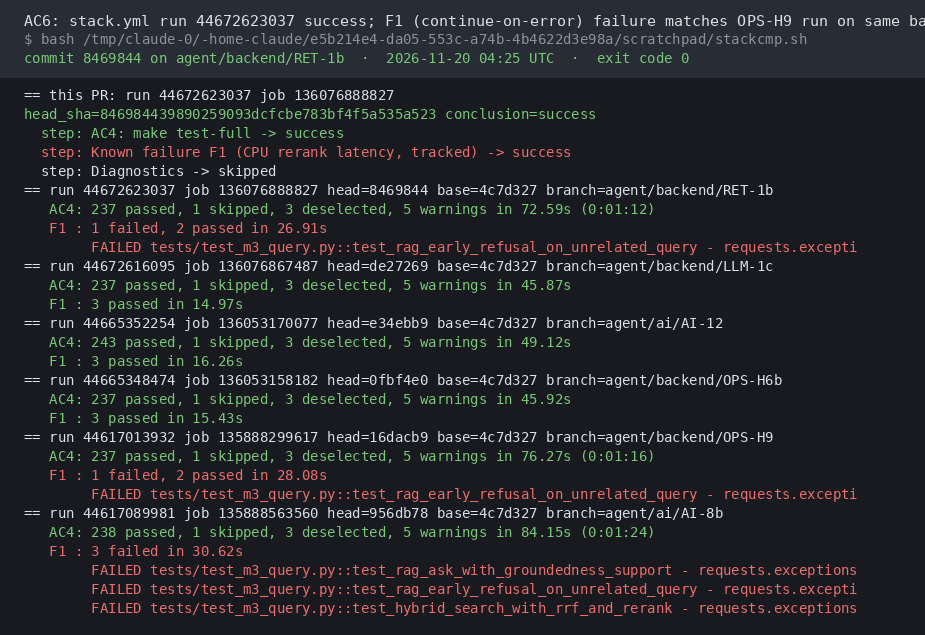 AC6: stack.yml run 44672623037 success; F1 (continue-on-error) failure matches OPS-H9 run on same ba
$ bash /tmp/claude-0/-home-claude/e5b214e4-da05-553c-a74b-4b4622d3e98a/scratchpad/stackcmp.sh
commit 8469844 on agent/backend/RET-1b · 2026-11-20 04:25 UTC · exit code 0
== this PR: run 44672623037 job 136076888827
head_sha=846984439890259093dcfcbe783bf4f5a535a523 conclusion=success
step: AC4: make test-full -> success
step: Known failure F1 (CPU rerank latency, tracked) -> success
step: Diagnostics -> skipped
== run 44672623037 job 136076888827 head=8469844 base=4c7d327 branch=agent/backend/RET-1b
AC4: 237 passed, 1 skipped, 3 deselected, 5 warnings in 72.59s (0:01:12)
F1 : 1 failed, 2 passed in 26.91s
FAILED tests/test_m3_query.py::test_rag_early_refusal_on_unrelated_query - requests.excepti
== run 44672616095 job 136076867487 head=de27269 base=4c7d327 branch=agent/backend/LLM-1c
AC4: 237 passed, 1 skipped, 3 deselected, 5 warnings in 45.87s
F1 : 3 passed in 14.97s
== run 44665352254 job 136053170077 head=e34ebb9 base=4c7d327 branch=agent/ai/AI-12
AC4: 243 passed, 1 skipped, 3 deselected, 5 warnings in 49.12s
F1 : 3 passed in 16.26s
== run 44665348474 job 136053158182 head=0fbf4e0 base=4c7d327 branch=agent/backend/OPS-H6b
AC4: 237 passed, 1 skipped, 3 deselected, 5 warnings in 45.92s
F1 : 3 passed in 15.43s
== run 44617013932 job 135888299617 head=16dacb9 base=4c7d327 branch=agent/backend/OPS-H9
AC4: 237 passed, 1 skipped, 3 deselected, 5 warnings in 76.27s (0:01:16)
F1 : 1 failed, 2 passed in 28.08s
FAILED tests/test_m3_query.py::test_rag_early_refusal_on_unrelated_query - requests.excepti
== run 44617089981 job 135888563560 head=956db78 base=4c7d327 branch=agent/ai/AI-8b
AC4: 238 passed, 1 skipped, 3 deselected, 5 warnings in 84.15s (0:01:24)
F1 : 3 failed in 30.62s
FAILED tests/test_m3_query.py::test_rag_ask_with_groundedness_support - requests.exceptions
FAILED tests/test_m3_query.py::test_rag_early_refusal_on_unrelated_query - requests.excepti
FAILED tests/test_m3_query.py::test_hybrid_search_with_rrf_and_rerank - requests.exceptions